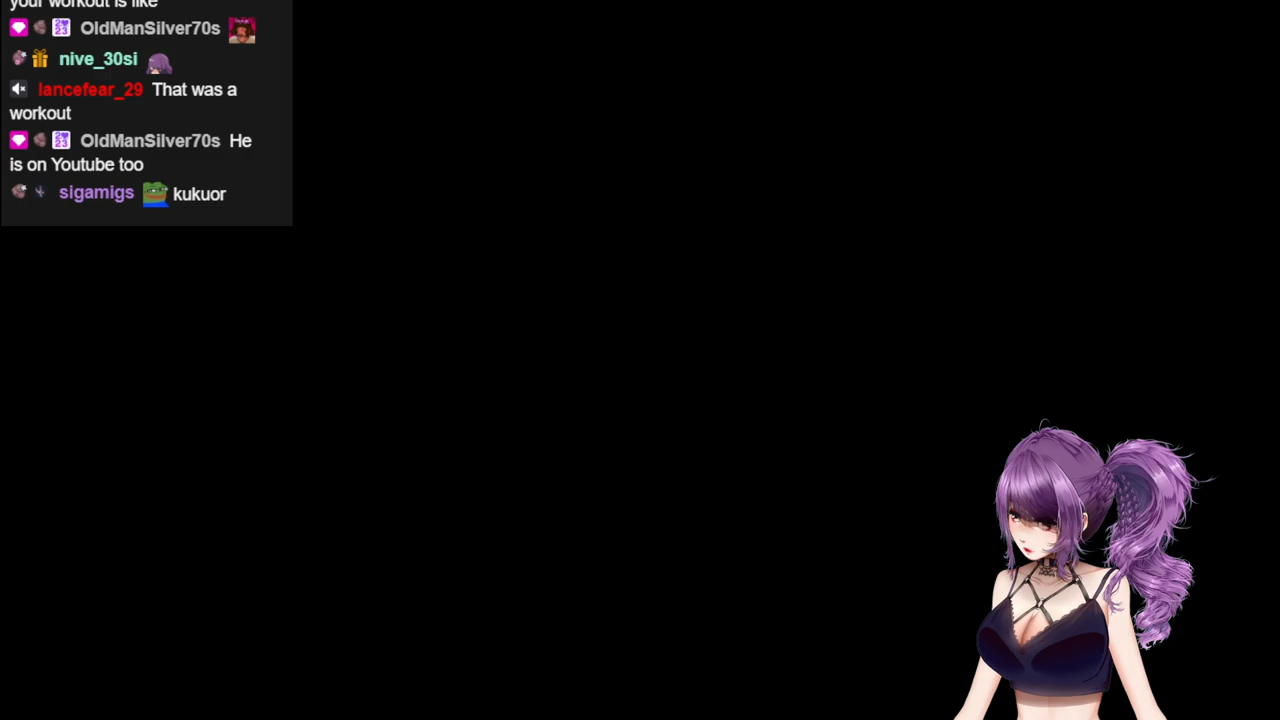 your workout is like
OldManSilver70s
nive_30si
lancefear_29 That was a
workout
OldManSilver70s He
is on Youtube too
sigamigs kukuor